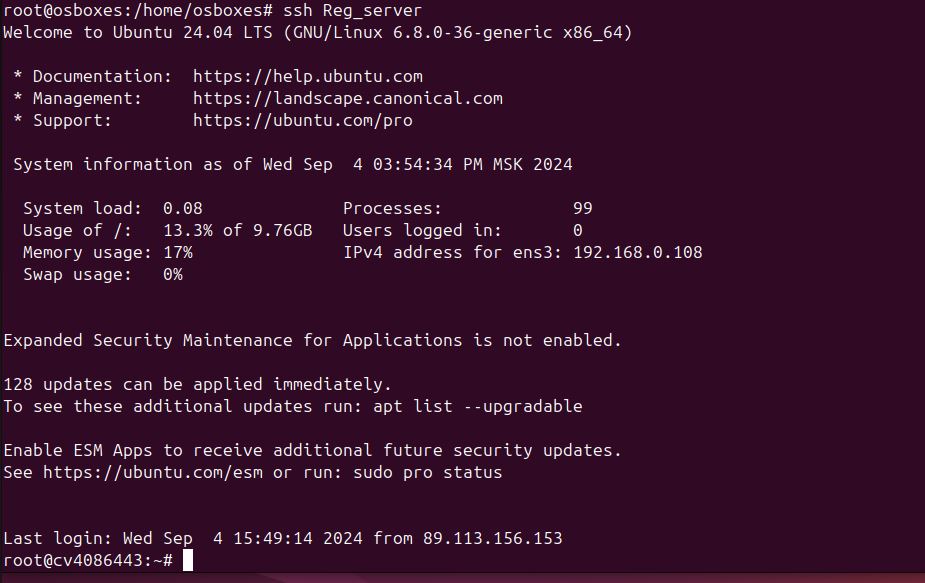 root@osboxes:/home/osboxes# ssh Reg_server
Welcome to Ubuntu 24.04 LTS (GNU/Linux 6.8.0-36-generic x86_64)
* Documentation:  https://help.ubuntu.com
* Management:     https://landscape.canonical.com
* Support:        https://ubuntu.com/pro
System information as of Wed Sep  4 03:54:34 PM MSK 2024
System load:  0.08              Processes:             99
Usage of /:   13.3% of 9.76GB   Users logged in:       0
Memory usage: 17%               IPv4 address for ens3: 192.168.0.108
Swap usage:   0%
Expanded Security Maintenance for Applications is not enabled.
128 updates can be applied immediately.
To see these additional updates run: apt list --upgradable
Enable ESM Apps to receive additional future security updates.
See https://ubuntu.com/esm or run: sudo pro status
Last login: Wed Sep  4 15:49:14 2024 from 89.113.156.153
root@cv4086443:~#